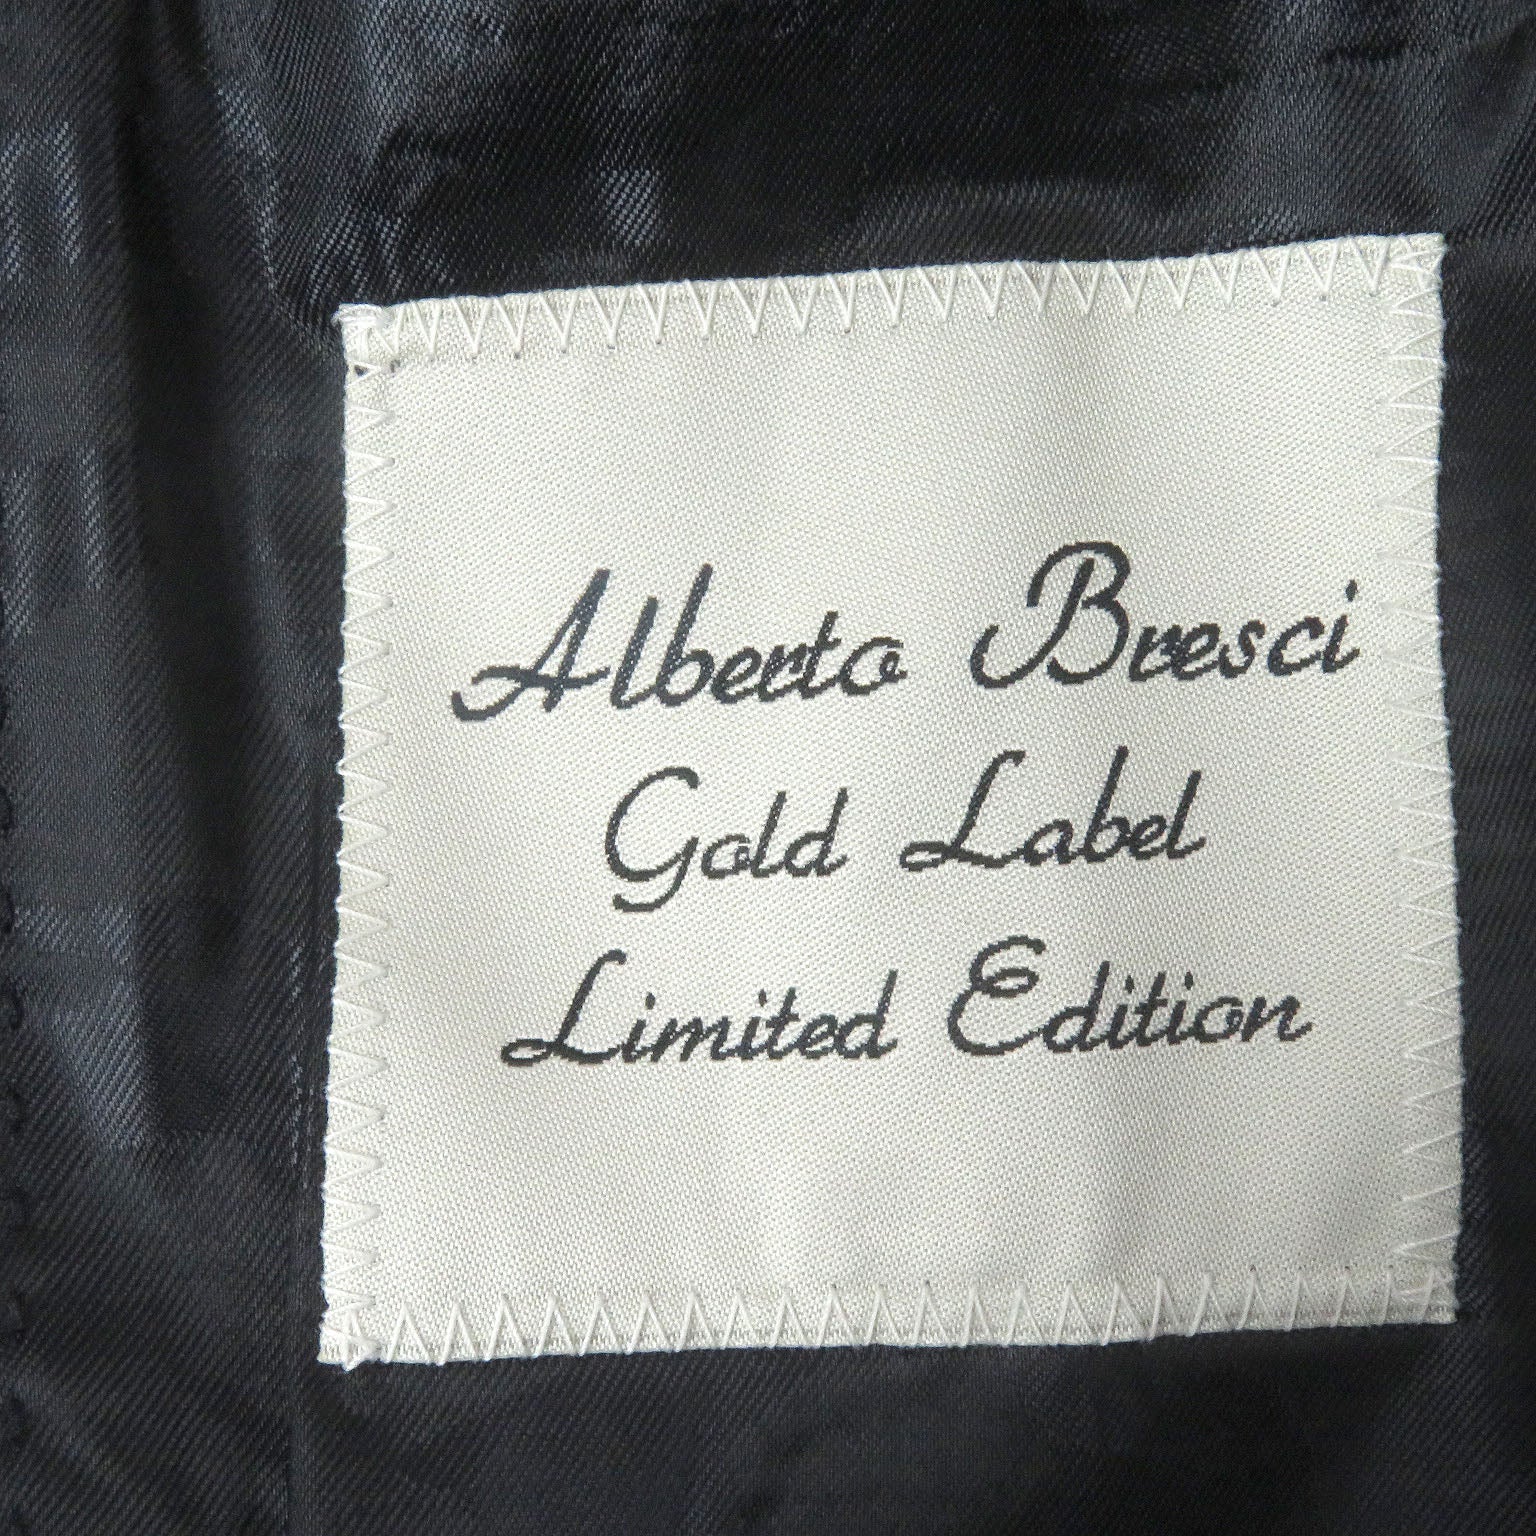 Alberto Bresci
Gold Label
Limited Edition